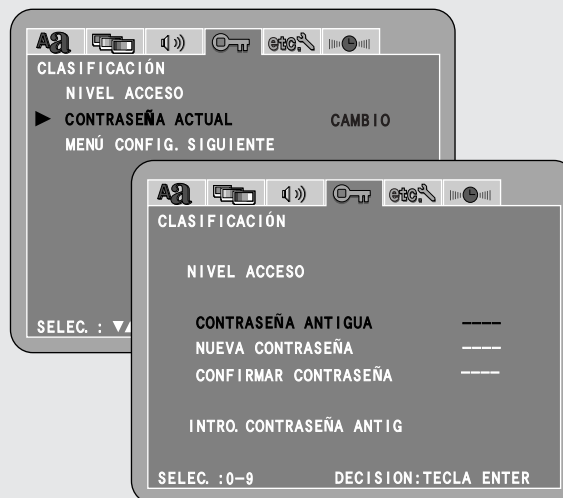 Aa etc.
CLASIFICACIÓN
NIVEL ACCESO
CONTRASEÑA ACTUAL CAMBIO
MENÚ CONFIG. SIGUIENTE
SELEC. : ▼
Aa etc.
CLASIFICACIÓN
NIVEL ACCESO
CONTRASEÑA ANTIGUA ----
NUEVA CONTRASEÑA ----
CONFIRMAR CONTRASEÑA ----
INTRO. CONTRASEÑA ANTIG
SELEC. :0-9 DECISION:TECLA ENTER